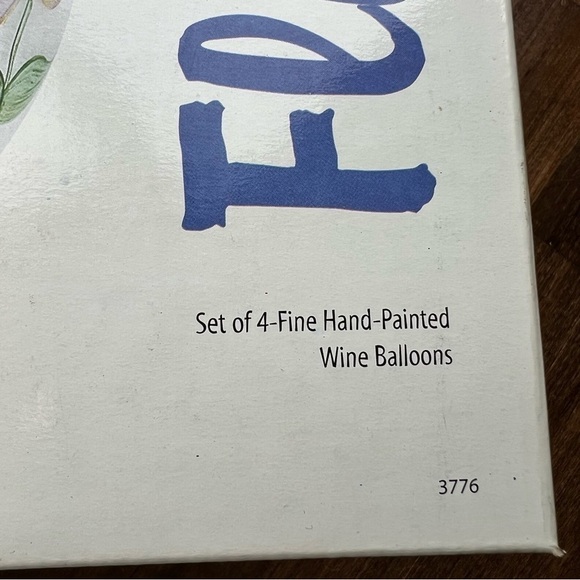 Set of 4-Fine Hand-Painted
Wine Balloons
3776